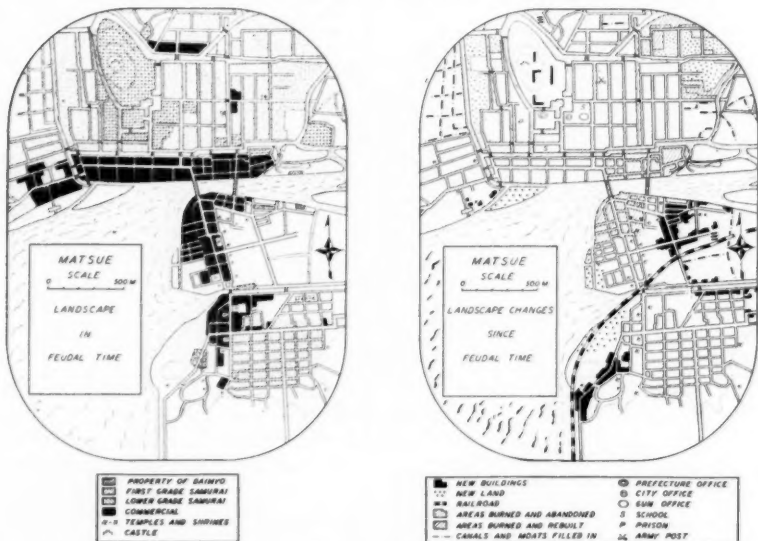 MATSUE
SCALE
0 500 M
LANDSCAPE
IN
FEUDAL TIME
PROPERTY OF DAIMYO
FIRST GRADE SAMURAI
LOWER GRADE SAMURAI
COMMERCIAL
TEMPLES AND SHRINES
CASTLE
MATSUE
SCALE
0 500 M
LANDSCAPE CHANGES
SINCE
FEUDAL TIME
NEW BUILDINGS
NEW LAND
RAILROAD
AREAS BURNED AND ABANDONED
AREAS BURNED AND REBUILT
CANALS AND MOATS FILLED IN
PREFECTURE OFFICE
CITY OFFICE
GUN OFFICE
S SCHOOL
P PRISON
ARMY POST